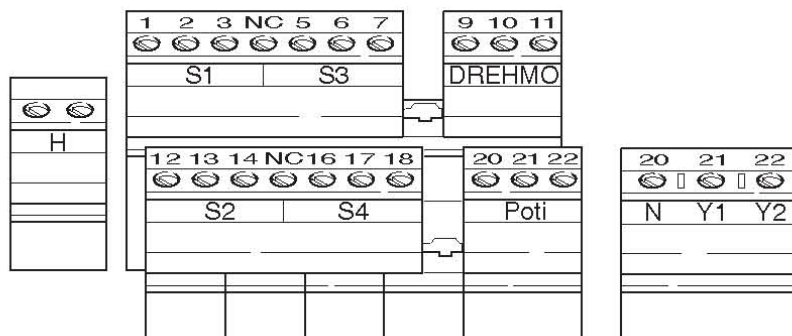 1 2 3 NC 5 6 7 9 10 11
S1 S3 DREHMO
H
12 13 14 NC 16 17 18 20 21 22 20 21 22
S2 S4 Poti N Y1 Y2